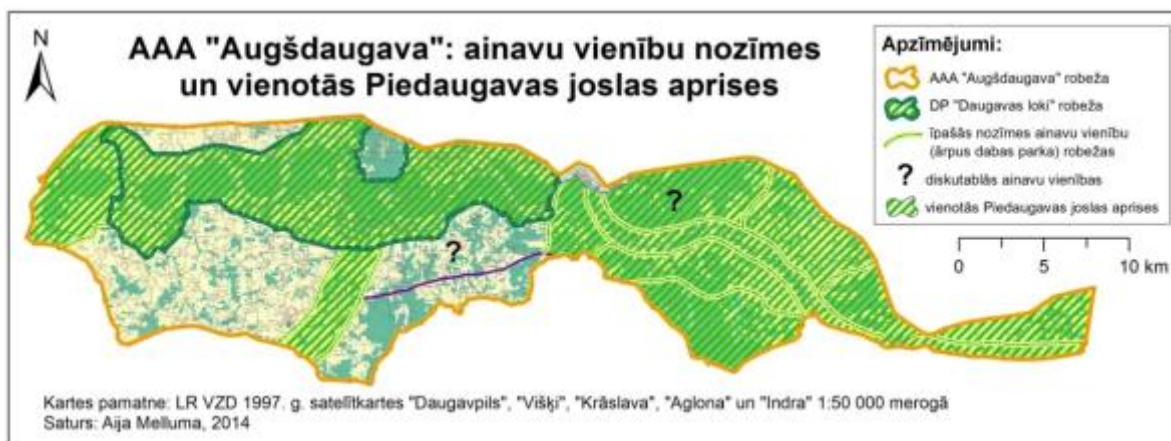 N
AAA "Augšdaugava": ainavu vienību nozīmes
un vienotās Piedaugavas joslas aprises
Apzīmējumi:
AAA "Augšdaugava" robeža
DP "Daugavas loki" robeža
īpašās nozīmes ainavu vienību
(ārpus dabas parka) robežas
? diskutablās ainavu vienības
vienotās Piedaugavas joslas aprises
?
?
0 5 10 km
Kartes pamatne: LR VZD 1997. g. satelītkartes "Daugavpils", "Višķi", "Krāslava", "Aglona" un "Indra" 1:50 000 merogā
Saturs: Aija Melluma, 2014